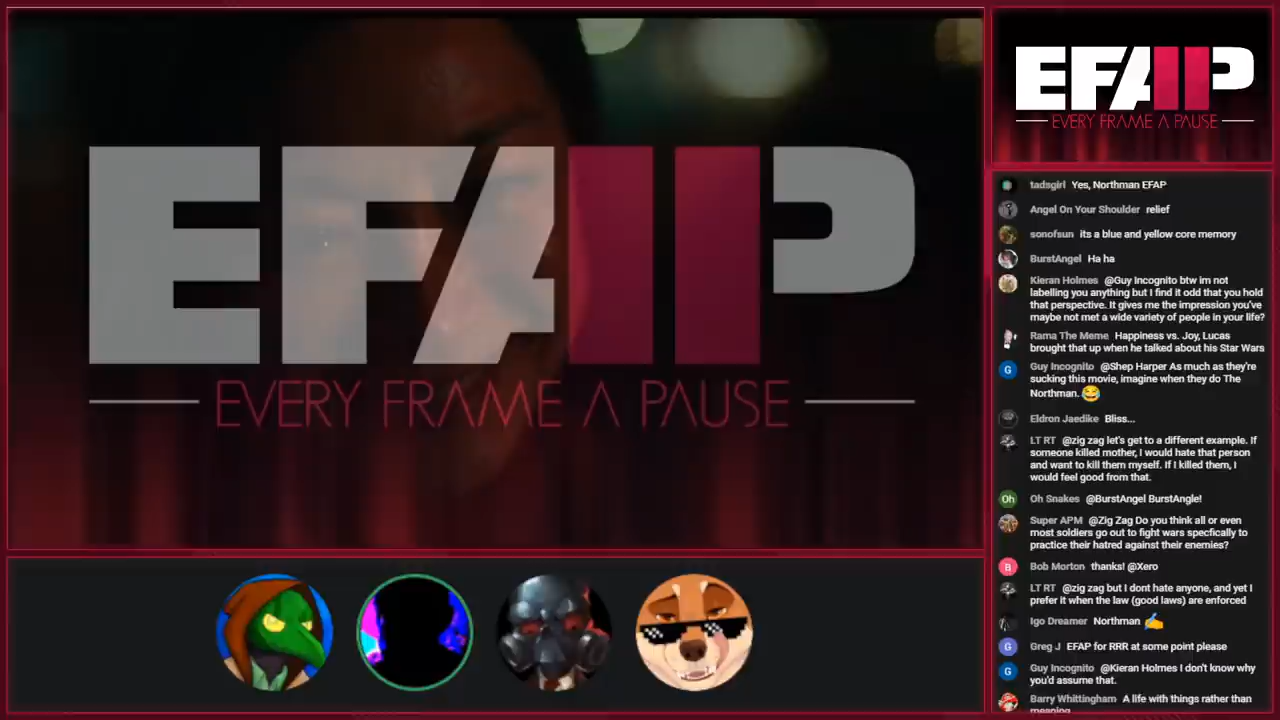 EFAP
EVERY FRAME A PAUSE
EFAP
EVERY FRAME A PAUSE
tadsgirl Yes, Northman EFAP
Angel On Your Shoulder relief
sonofsun its a blue and yellow core memory
BurstAngel Ha ha
Kieran Holmes @Guy Incognito btw im not
labelling you anything but I find it odd that you hold
that perspective. It gives me the impression you've
maybe not met a wide variety of people in your life?
Rama The Meme Happiness vs. Joy, Lucas
brought that up when he talked about his Star Wars
G Guy Incognito @Shep Harper As much as they're
sucking this movie, imagine when they do The
Northman. 😂
Eldron Jaedike Bliss...
LT RT @zig zag let's get to a different example. If
someone killed mother, I would hate that person
and want to kill them myself. If I killed them, I
would feel good from that.
Oh Oh Snakes @BurstAngel BurstAngle!
Super APM @Zig Zag Do you think all or even
most soldiers go out to fight wars specfically to
practice their hatred against their enemies?
B Bob Morton thanks! @Xero
LT RT @zig zag but I dont hate anyone, and yet I
prefer it when the law (good laws) are enforced
Igo Dreamer Northman ✍️
G Greg J EFAP for RRR at some point please
G Guy Incognito @Kieran Holmes I don't know why
you'd assume that.
Barry Whittingham A life with things rather than
meaning